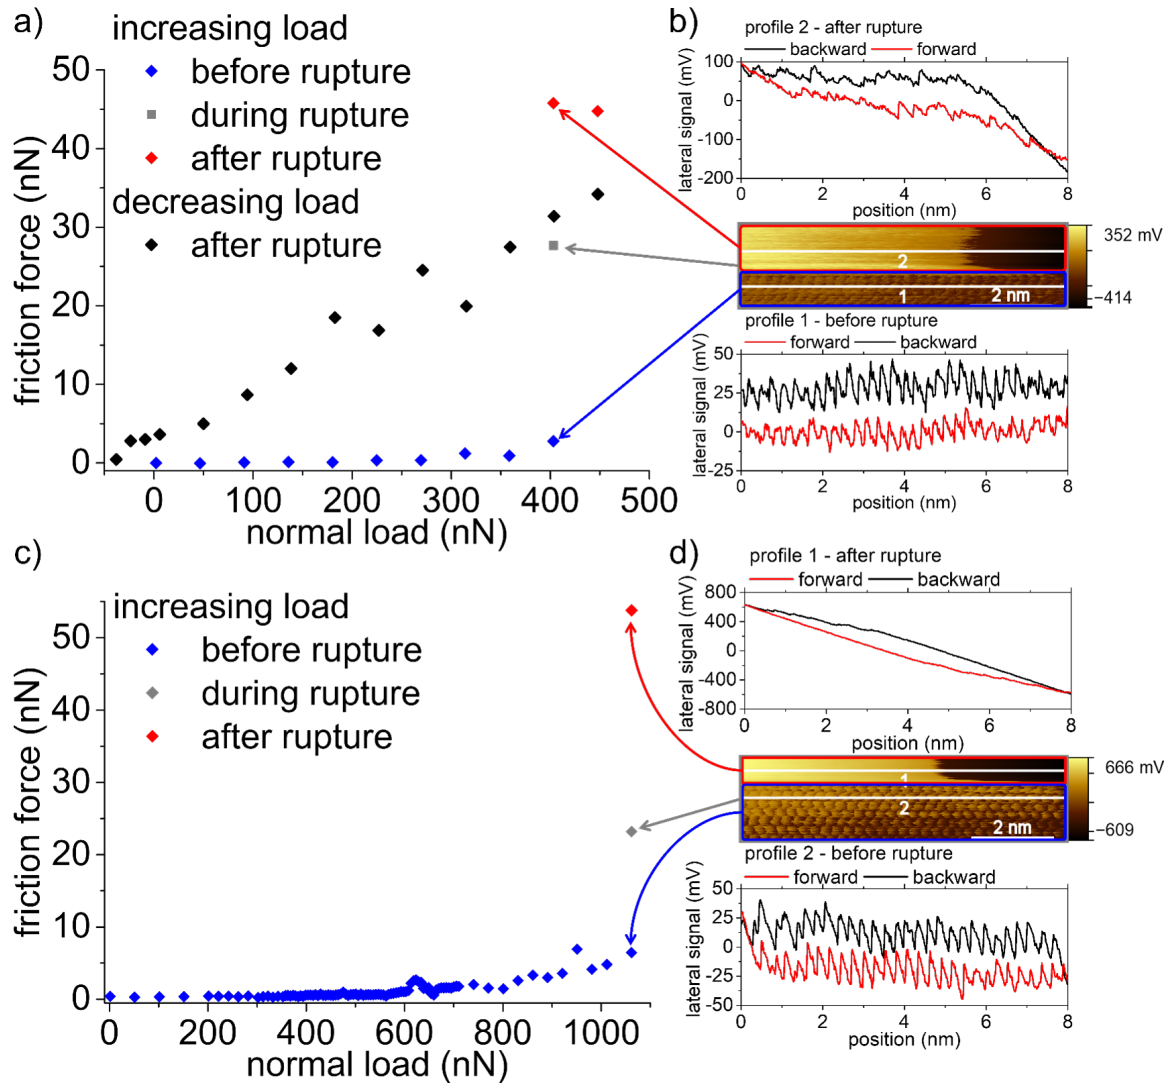 a)
increasing load
before rupture
during rupture
after rupture
decreasing load
after rupture
friction force (nN)
50
40
30
20
10
0
0
100
200
300
400
500
normal load (nN)
b)
profile 2 - after rupture
backward
forward
lateral signal (mV)
100
0
-100
-200
0
2
4
6
8
position (nm)
2
1
2 nm
352 mV
−414
profile 1 - before rupture
forward
backward
lateral signal (mV)
50
25
0
-25
0
2
4
6
8
position (nm)
c)
increasing load
before rupture
during rupture
after rupture
friction force (nN)
50
40
30
20
10
0
0
200
400
600
800
1000
normal load (nN)
d)
profile 1 - after rupture
forward
backward
lateral signal (mV)
800
400
0
-400
-800
0
2
4
6
8
position (nm)
1
2
2 nm
666 mV
−609
profile 2 - before rupture
forward
backward
lateral signal (mV)
50
25
0
-25
-50
0
2
4
6
8
position (nm)